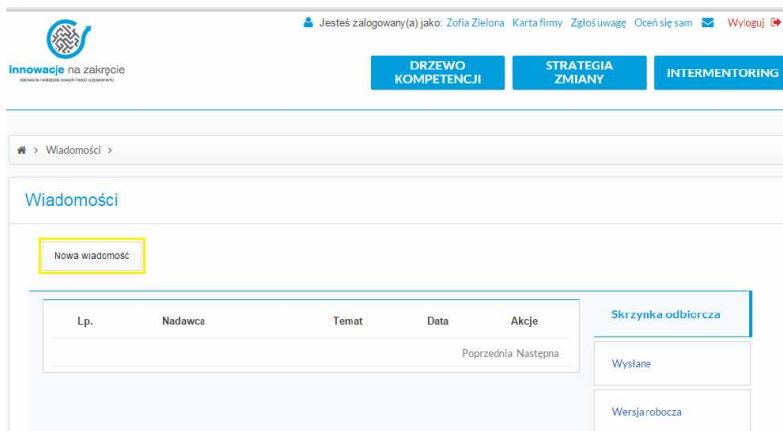 Jesteś zalogowany(a) jako: Zofia Zielona Karta firmy Zgłoś uwagę Oceń się sam Wyloguj
innowacje na zakręcie
DRZEWO
KOMPETENCJI
STRATEGIA
ZMIANY
INTERMENTORING
> Wiadomości >
Wiadomości
Nowa wiadomość
Lp. Nadawca Temat Data Akcje
Poprzednia Następna
Skrzynka odbiorcza
Wysłane
Wersja robocza